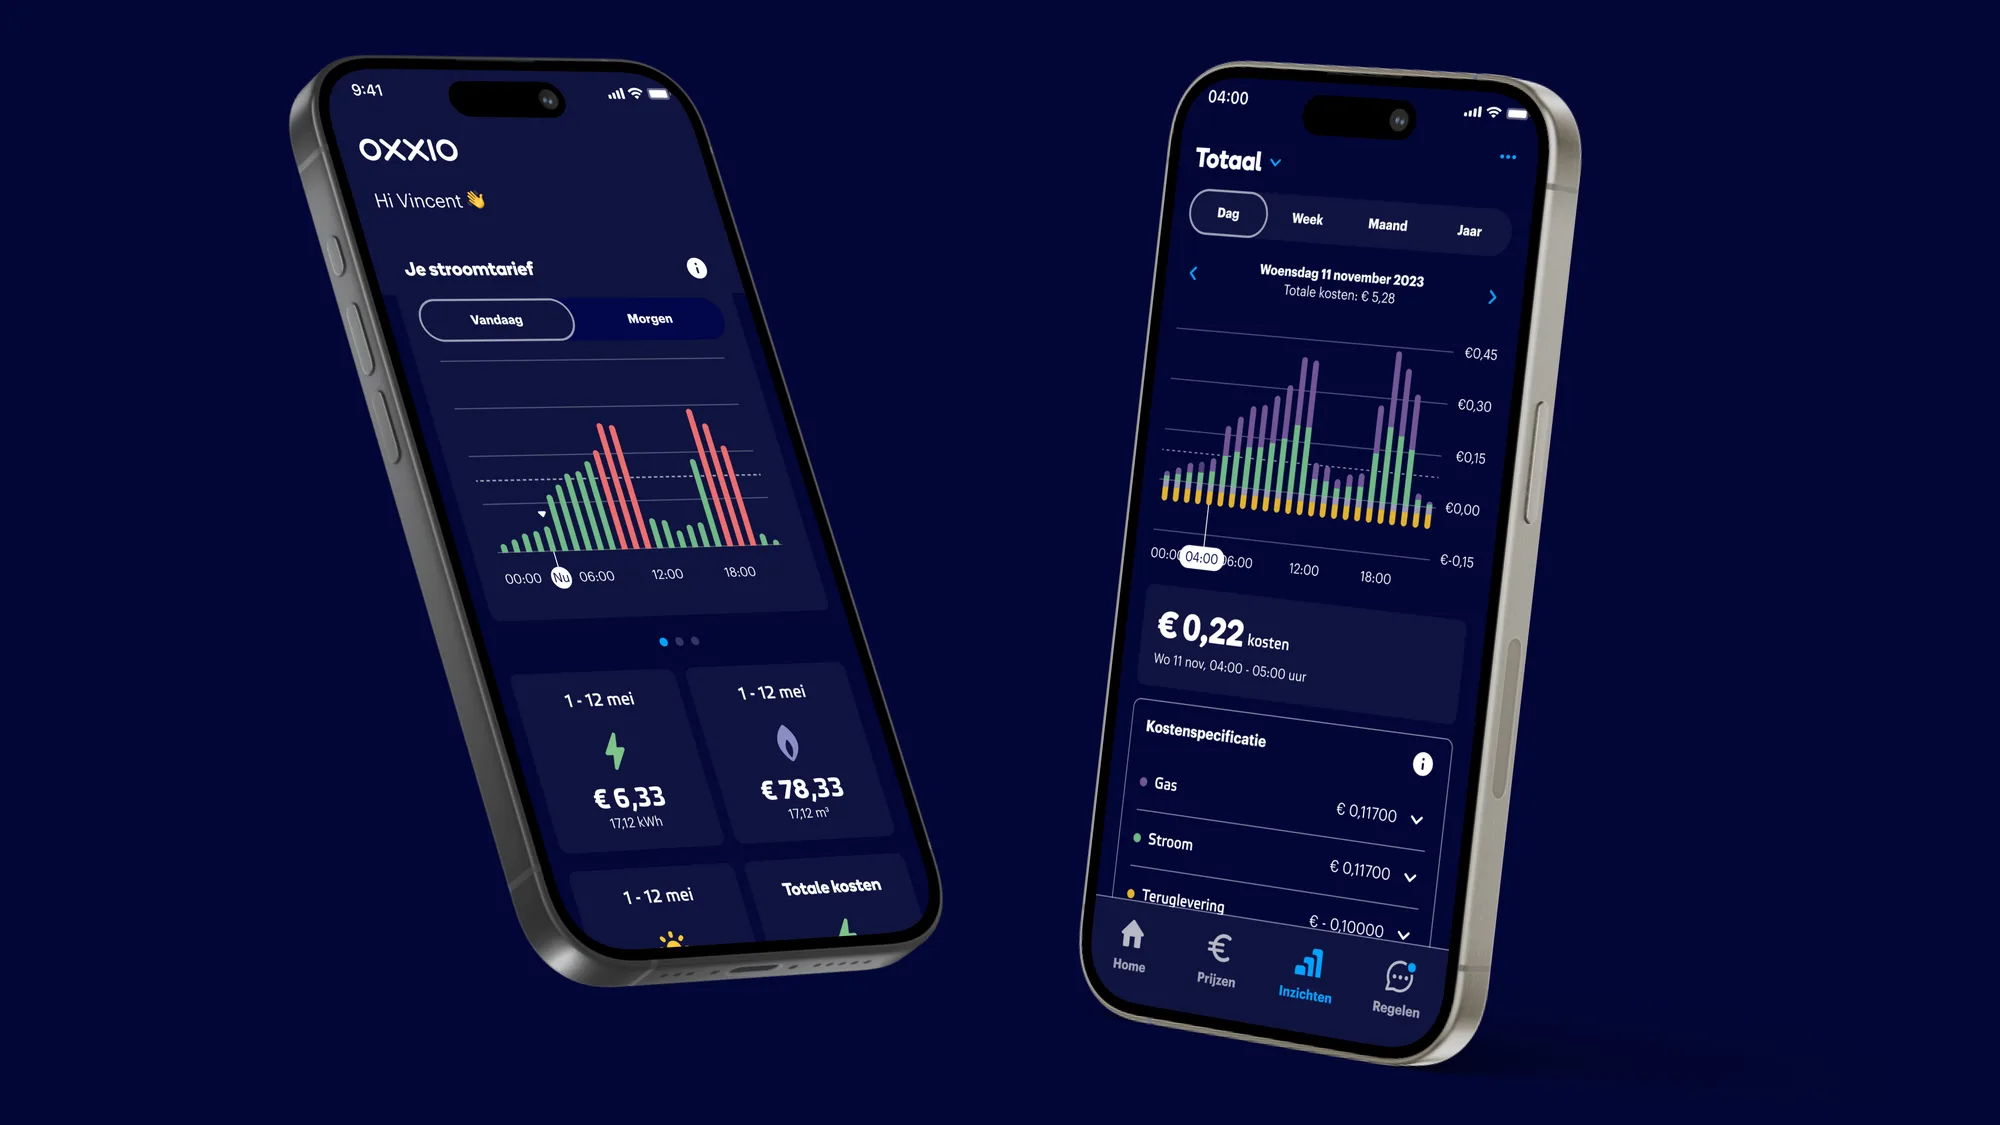 9:41
OXXIO
Hi Vincent 👋
Je stroomtarief
Vandaag
Morgen
00:00
Nu
06:00
12:00
18:00
1 - 12 mei
€ 6,33
17,12 kWh
1 - 12 mei
€ 78,33
17,12 m³
1 - 12 mei
Totale kosten
04:00
Totaal
Dag
Week
Maand
Jaar
Woensdag 11 november 2023
Totale kosten: € 5,28
€0,45
€0,30
€0,15
€0,00
€-0,15
00:00
04:00
06:00
12:00
18:00
€ 0,22 kosten
Wo 11 nov, 04:00 - 05:00 uur
Kostenspecificatie
Gas
€ 0,11700
Stroom
€ 0,11700
Teruglevering
€ - 0,10000
Home
Prijzen
Inzichten
Regelen